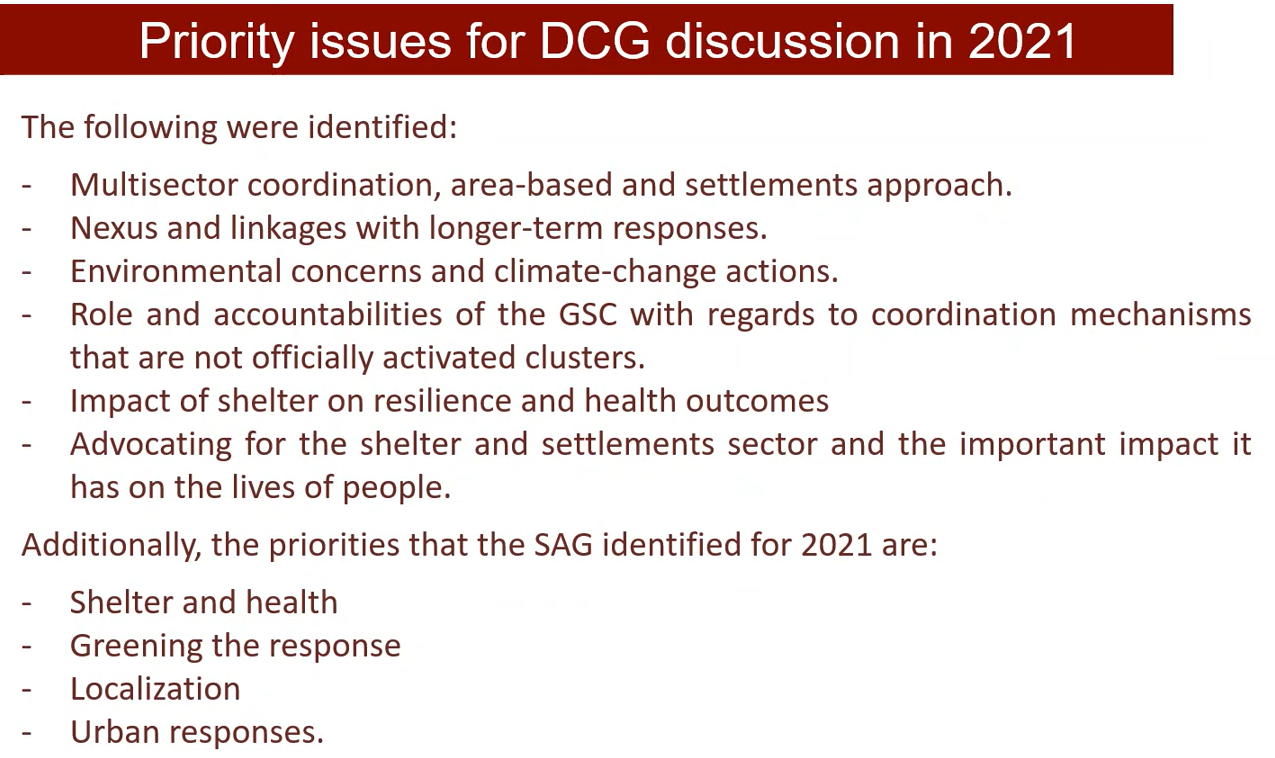 Priority issues for DCG discussion in 2021
The following were identified:
- Multisector coordination, area-based and settlements approach.
- Nexus and linkages with longer-term responses.
- Environmental concerns and climate-change actions.
- Role and accountabilities of the GSC with regards to coordination mechanisms
that are not officially activated clusters.
- Impact of shelter on resilience and health outcomes
- Advocating for the shelter and settlements sector and the important impact it
has on the lives of people.
Additionally, the priorities that the SAG identified for 2021 are:
- Shelter and health
- Greening the response
- Localization
- Urban responses.